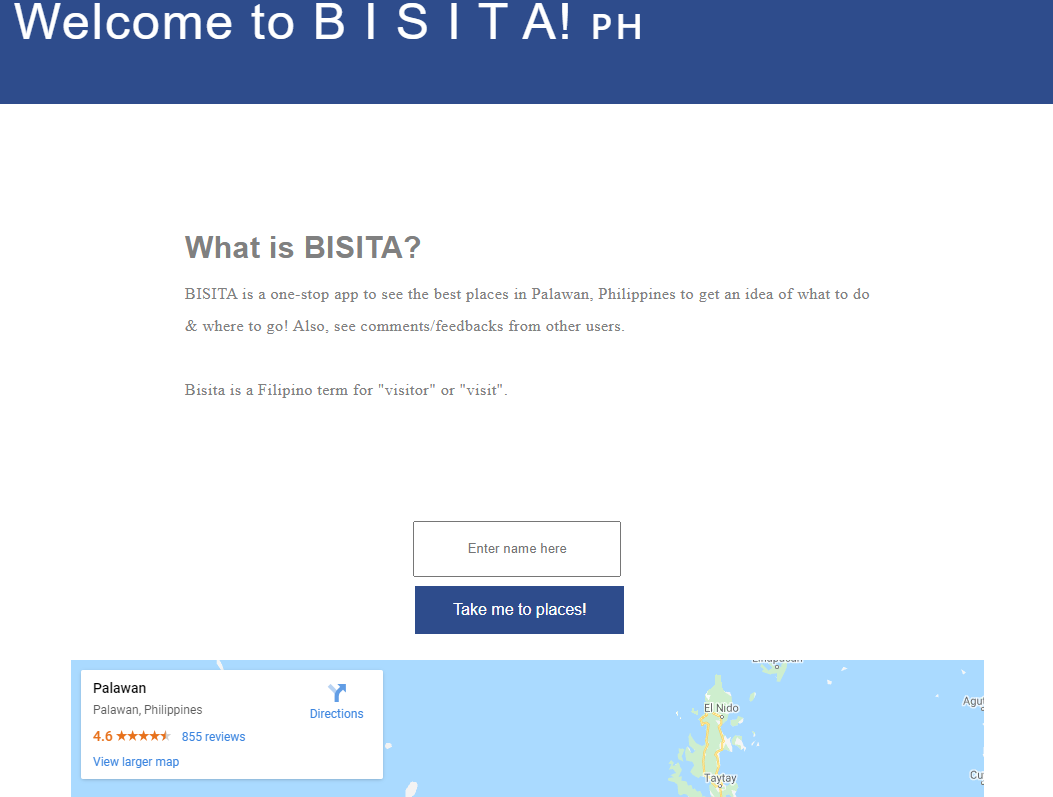 Welcome to B I S I T A! PH
What is BISITA?
BISITA is a one-stop app to see the best places in Palawan, Philippines to get an idea of what to do
& where to go! Also, see comments/feedbacks from other users.
Bisita is a Filipino term for "visitor" or "visit".
Enter name here
Take me to places!
Palawan
Palawan, Philippines
Directions
4.6
855 reviews
View larger map
El Nido
Taytay